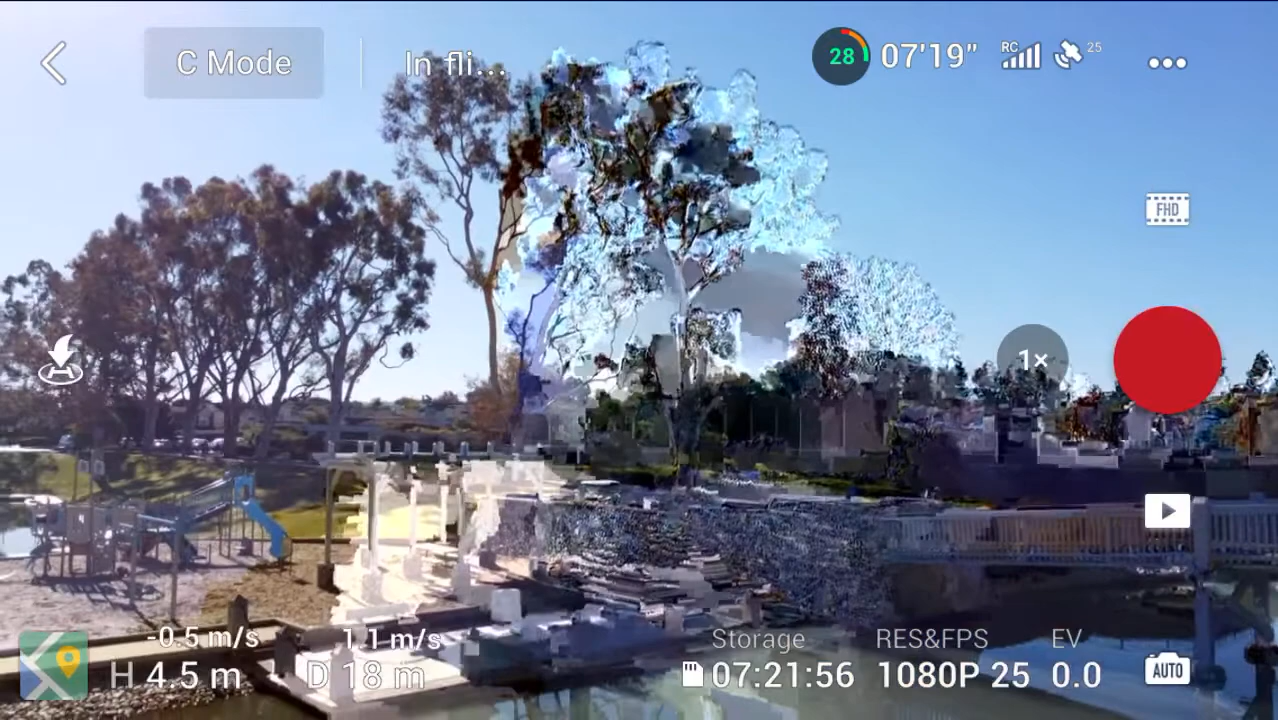 C Mode
In fli...
28
07'19"
RC
25
FHD
1×
-0.5 m/s
1.1 m/s
H 4.5 m
D 18 m
Storage
07:21:56
RES&FPS
1080P 25
EV
0.0
AUTO